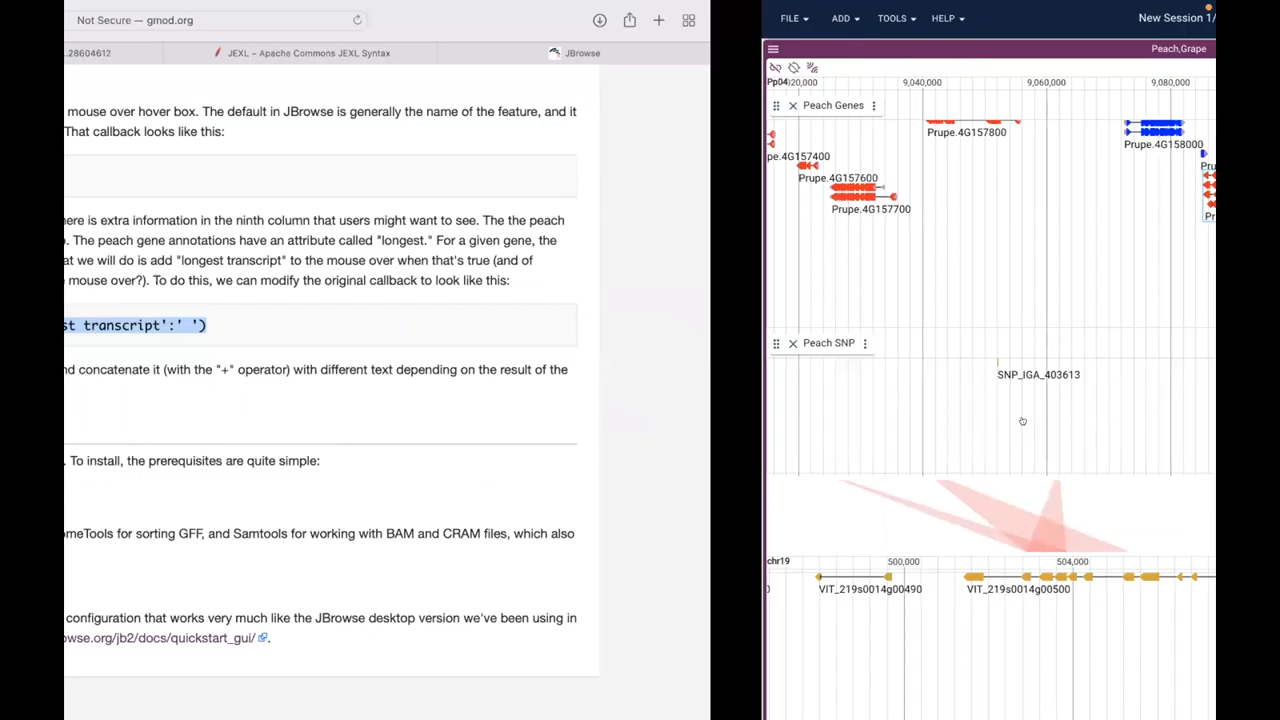 Not Secure — gmod.org
.28604612
JEXL – Apache Commons JEXL Syntax
JBrowse
mouse over hover box. The default in JBrowse is generally the name of the feature, and it
That callback looks like this:
here is extra infomation in the ninth column that users might want to see. The the peach
. The peach gene annotations have an attribute called "longest." For a given gene, the
at we will do is add "longest transcript" to the mouse over when that's true (and of
mouse over?). To do this, we can modify the original callback to look like this:
st transcript':' ')
nd concatenate it (with the "+" operator) with different text depending on the result of the
. To install, the prerequisites are quite simple:
omeTools for sorting GFF, and Samtools for working with BAM and CRAM files, which also
configuration that works very much like the JBrowse desktop version we've been using in
owse.org/jb2/docs/quickstart_gui/.
FILE ADD TOOLS HELP New Session 1/
Peach,Grape
Pp04 020,000 9,040,000 9,060,000 9,080,000
Peach Genes
Prupe.4G157800
Prupe.4G158000
pe.4G157400
Pru
Prupe.4G157600
Prupe.4G157700
Pr
Peach SNP
SNP_IGA_403613
chr19 500,000 504,000
VIT_219s0014g00490
VIT_219s0014g00500